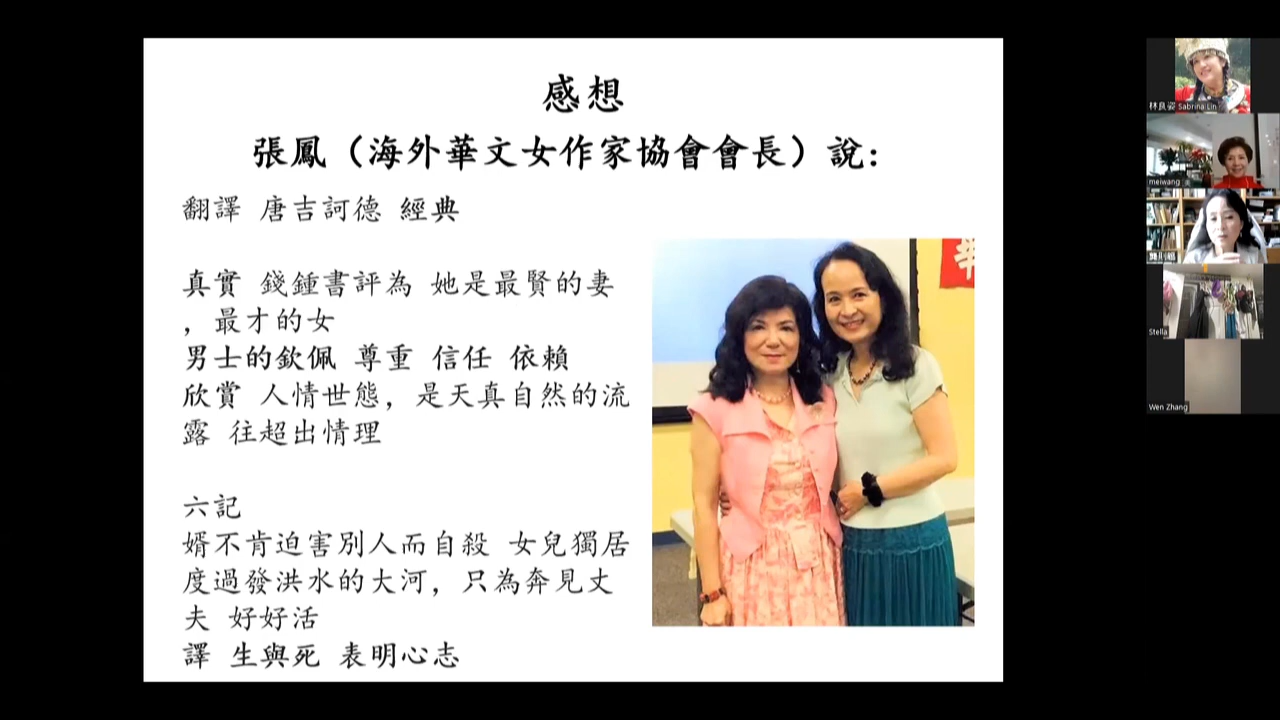 感想
張鳳（海外華文女作家協會會長）說：
翻譯 唐吉訶德 經典
真實 錢鍾書評為 她是最賢的妻
，最才的女
男士的欽佩 尊重 信任 依賴
欣賞 人情世態，是天真自然的流
露 往超出情理
六記
婿不肯迫害別人而自殺 女兒獨居
度過發洪水的大河，只為奔見丈
夫 好好活
譯 生與死 表明心志
華
林良姿 Sabrina Lin
meiwang
Stella
Wen Zhang